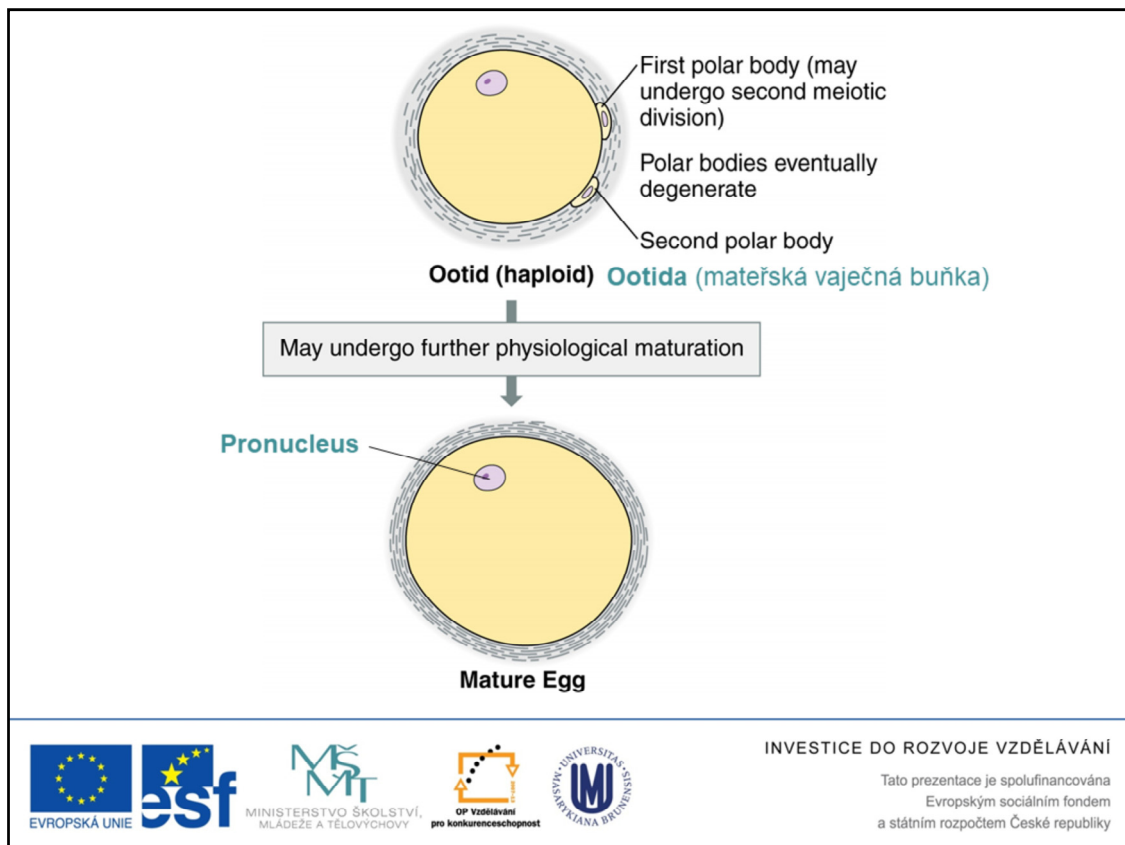 First polar body (may
undergo second meiotic
division)
Polar bodies eventually
degenerate
Second polar body
Ootid (haploid) Ootida (mateřská vaječná buňka)
May undergo further physiological maturation
Pronucleus
Mature Egg
EVROPSKÁ UNIE
esf
MŠMT
MINISTERSTVO ŠKOLSTVÍ,
MLÁDEŽE A TĚLOVÝCHOVY
2007-13
OP Vzdělávání
pro konkurenceschopnost
UNIVERSITAS MASARYKIANA BRUNENSIS
INVESTICE DO ROZVOJE VZDĚLÁVÁNÍ
Tato prezentace je spolufinancována
Evropským sociálním fondem
a státním rozpočtem České republiky